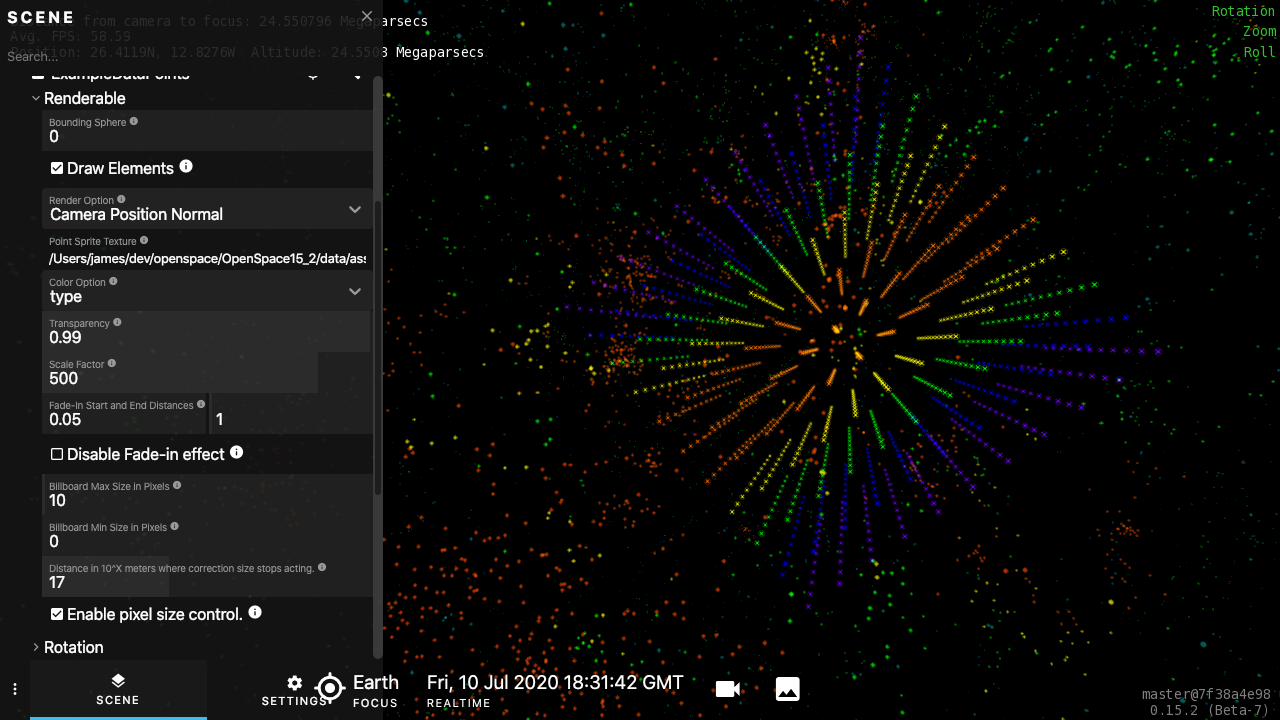 SCENE
from camera to focus: 24.550796 Megaparsecs
Avg. FPS: 58.59
Position: 26.4119N, 12.8276W Altitude: 24.5508 Megaparsecs
Search...
Rotation
Zoom
Roll
ExampleDataPoints
Renderable
Bounding Sphere
0
Draw Elements
Render Option
Camera Position Normal
Point Sprite Texture
/Users/james/dev/openspace/OpenSpace15_2/data/ass
Color Option
type
Transparency
0.99
Scale Factor
500
Fade-In Start and End Distances
0.05 1
Disable Fade-in effect
Billboard Max Size in Pixels
10
Billboard Min Size in Pixels
0
Distance in 10^X meters where correction size stops acting.
17
Enable pixel size control.
Rotation
SCENE
SETTINGS
Earth
FOCUS
Fri, 10 Jul 2020 18:31:42 GMT
REALTIME
master@7f38a4e98
0.15.2 (Beta-7)